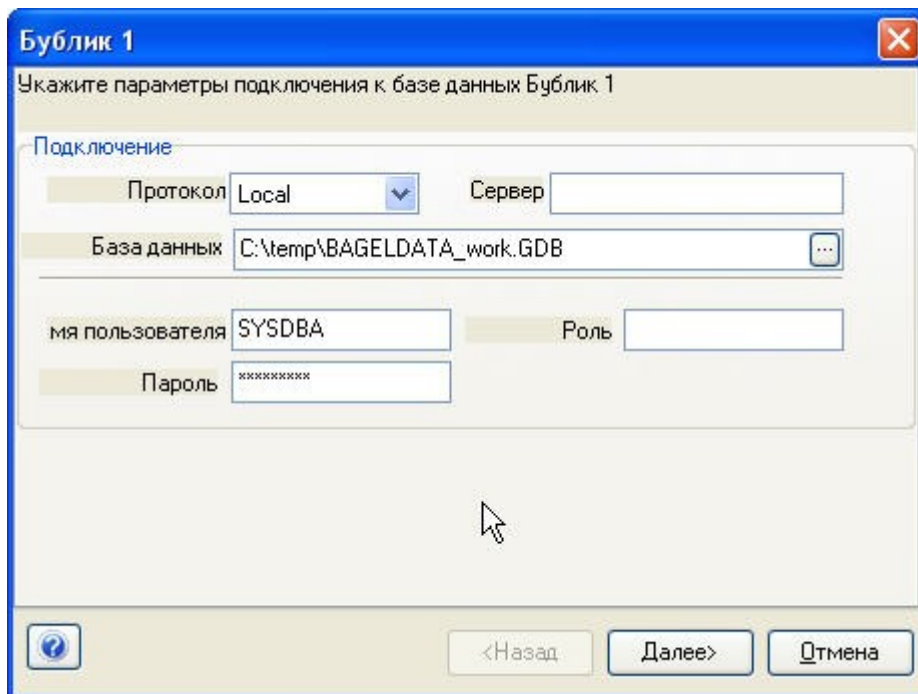 Бублик 1
Укажите параметры подключения к базе данных Бублик 1
Подключение
Протокол Local Сервер
База данных C:\temp\BAGELDATA_work.GDB ...
мя пользователя SYSDBA Роль
Пароль *********
<Назад Далее> Отмена